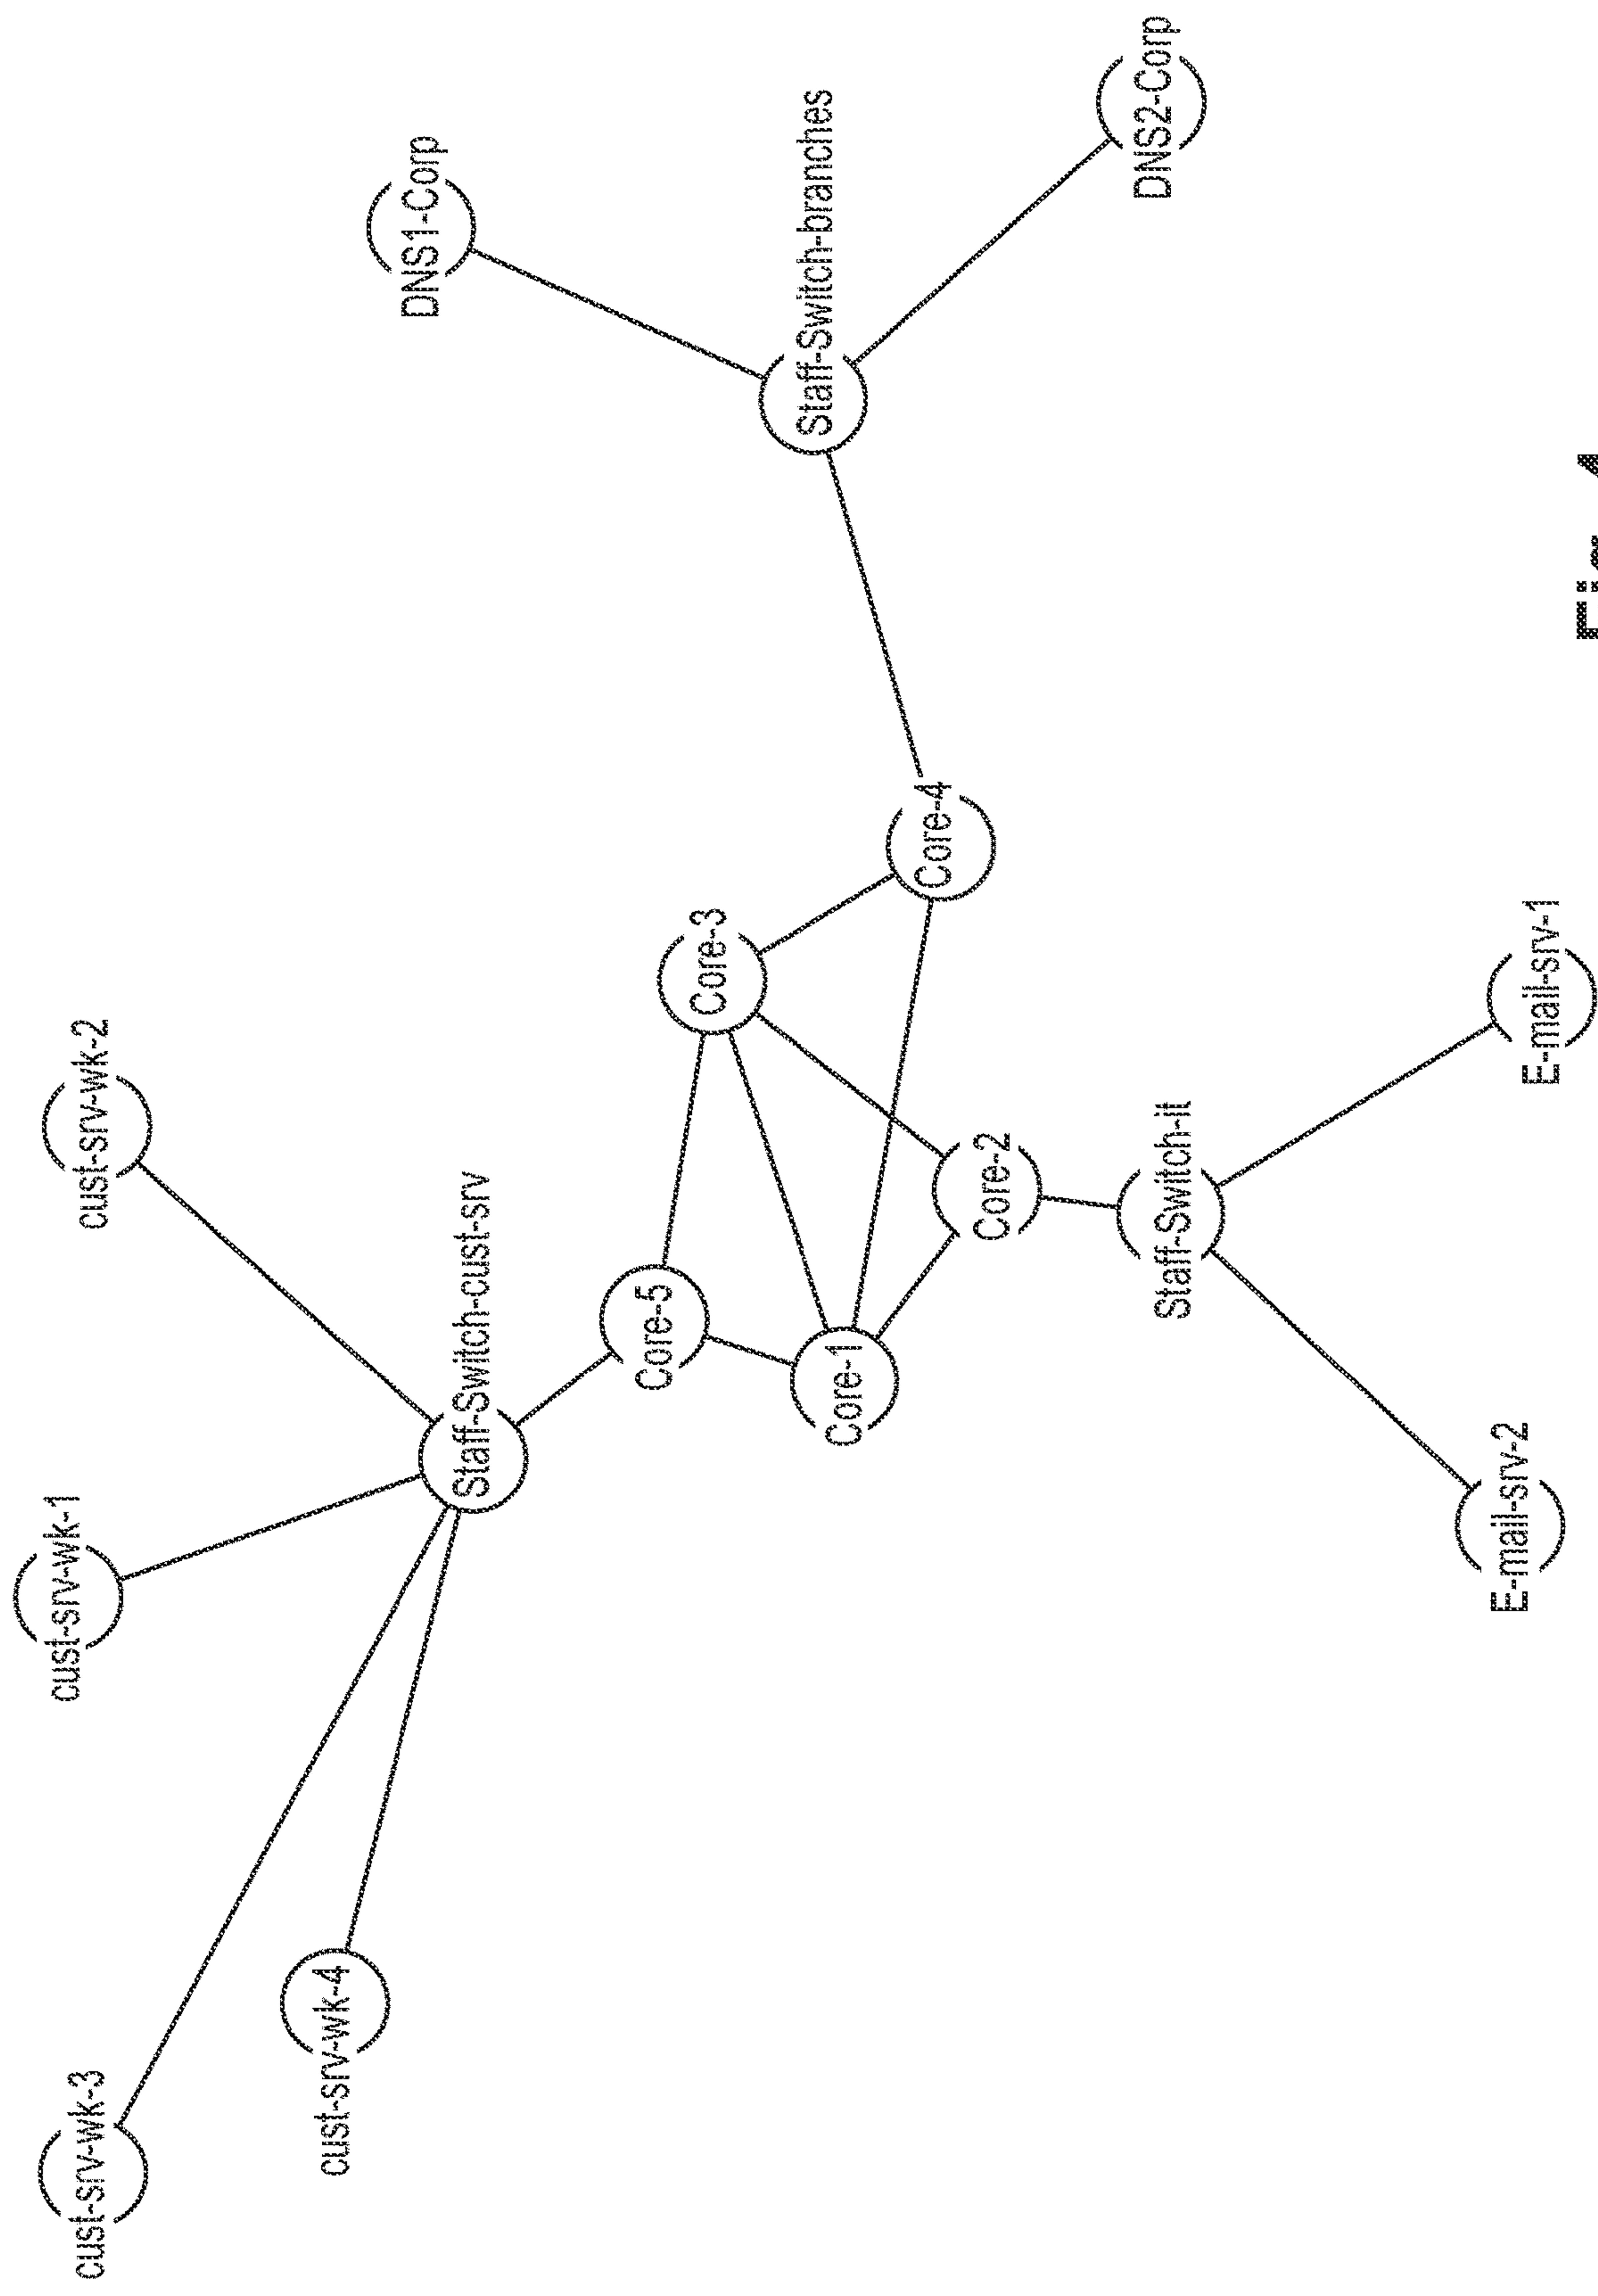 cust-srv-wk-3
cust-srv-wk-1
cust-srv-wk-2
cust-srv-wk-4
DNS1-Corp
Staff-Switch-cust-srv
Core-5
Core-3
Staff-Switch-branches
Core-1
Core-4
Core-2
DNS2-Corp
Staff-Switch-it
E-mail-srv-2
E-mail-srv-1